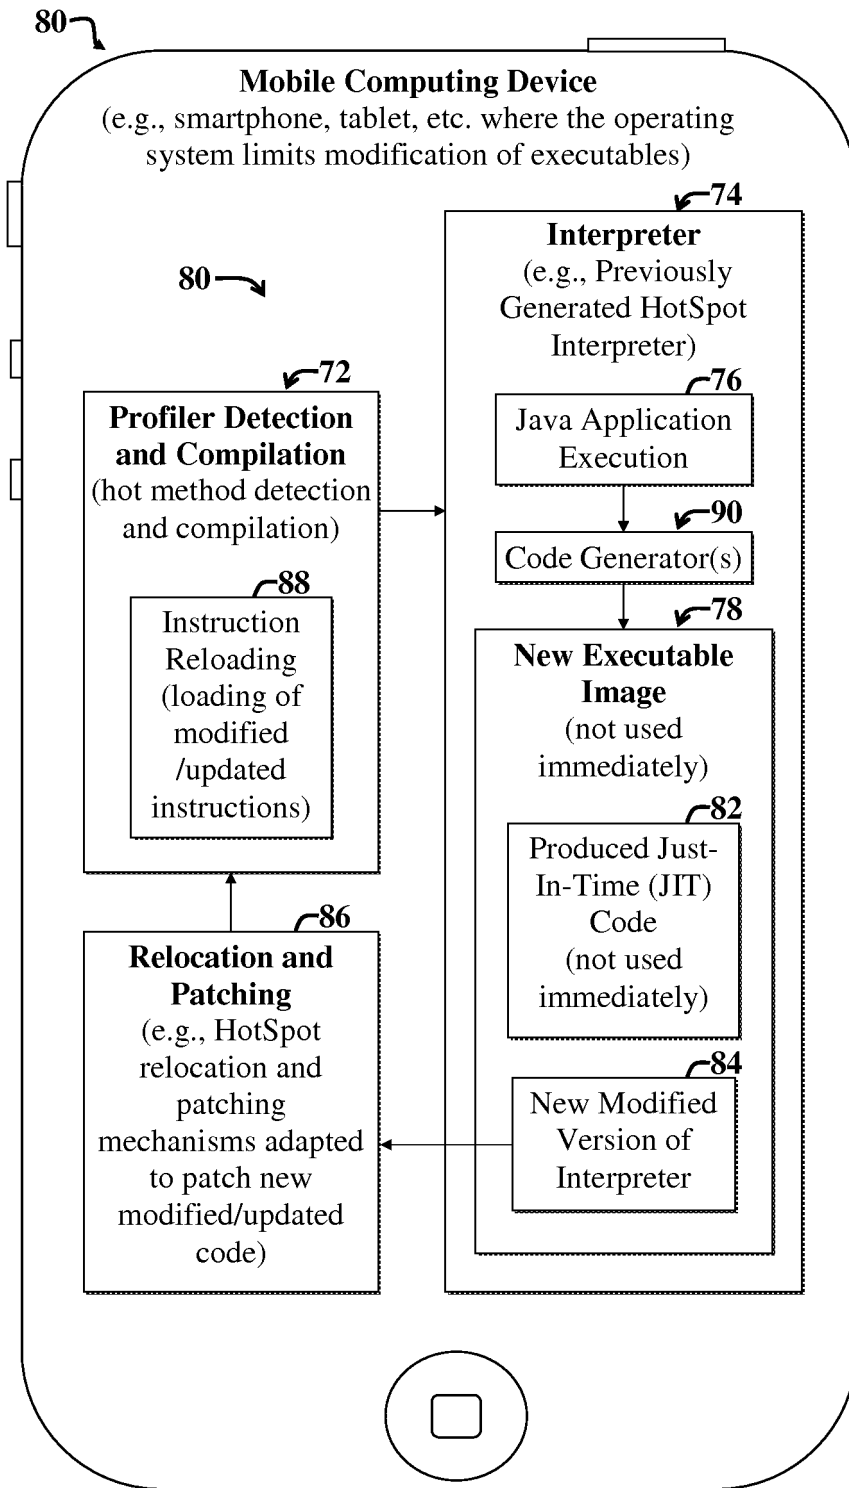 80
Mobile Computing Device
(e.g., smartphone, tablet, etc. where the operating
system limits modification of executables)
80
72
Profiler Detection
and Compilation
(hot method detection
and compilation)
88
Instruction
Reloading
(loading of
modified
/updated
instructions)
86
Relocation and
Patching
(e.g., HotSpot
relocation and
patching
mechanisms adapted
to patch new
modified/updated
code)
74
Interpreter
(e.g., Previously
Generated HotSpot
Interpreter)
76
Java Application
Execution
90
Code Generator(s)
78
New Executable
Image
(not used
immediately)
82
Produced Just-
In-Time (JIT)
Code
(not used
immediately)
84
New Modified
Version of
Interpreter